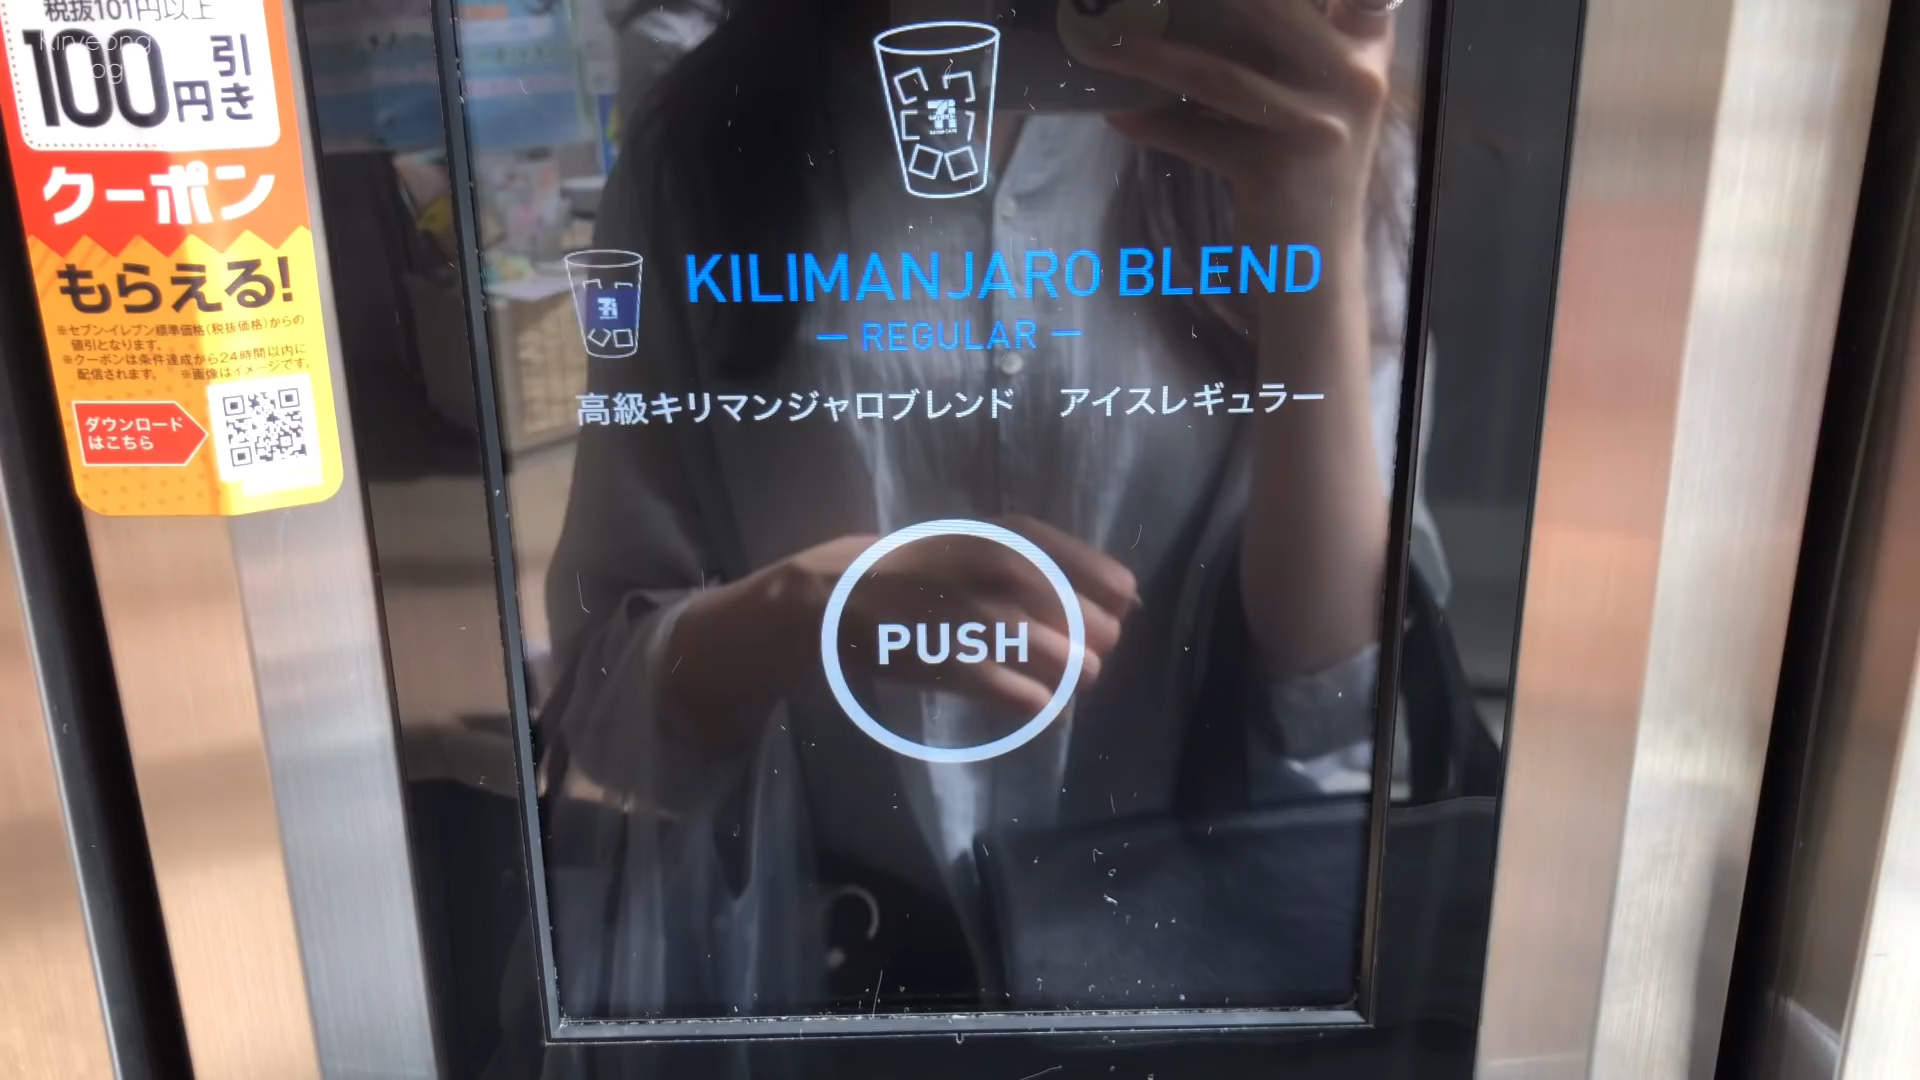 税抜101円以上
Kiryeong
log
100円引き
クーポン
もらえる!
※セブン-イレブン標準価格(税抜価格)からの
値引となります。
※クーポンは条件達成から24時間以内に
配信されます。 ※画像はイメージです。
ダウンロード
はこちら
KILIMANJARO BLEND
— REGULAR —
高級キリマンジャロブレンド アイスレギュラー
PUSH